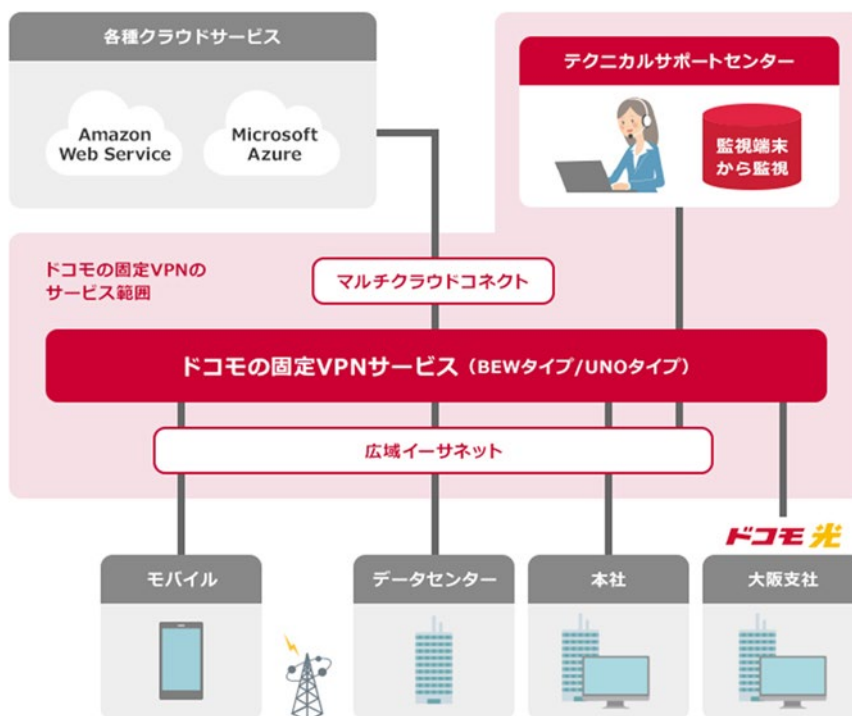 各種クラウドサービス
Amazon
Web Service
Microsoft
Azure
テクニカルサポートセンター
監視端末
から監視
ドコモの固定VPNの
サービス範囲
マルチクラウドコネクト
ドコモの固定VPNサービス（BEWタイプ/UNOタイプ）
広域イーサネット
ドコモ光
モバイル
データセンター
本社
大阪支社